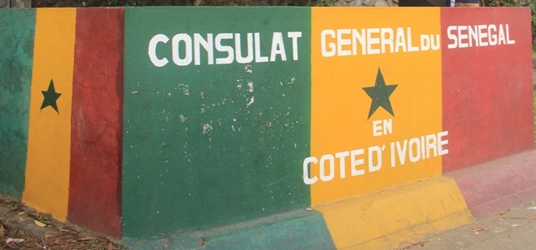 CONSULAT GENERAL DU SENEGAL
EN
COTE D' IVOIRE